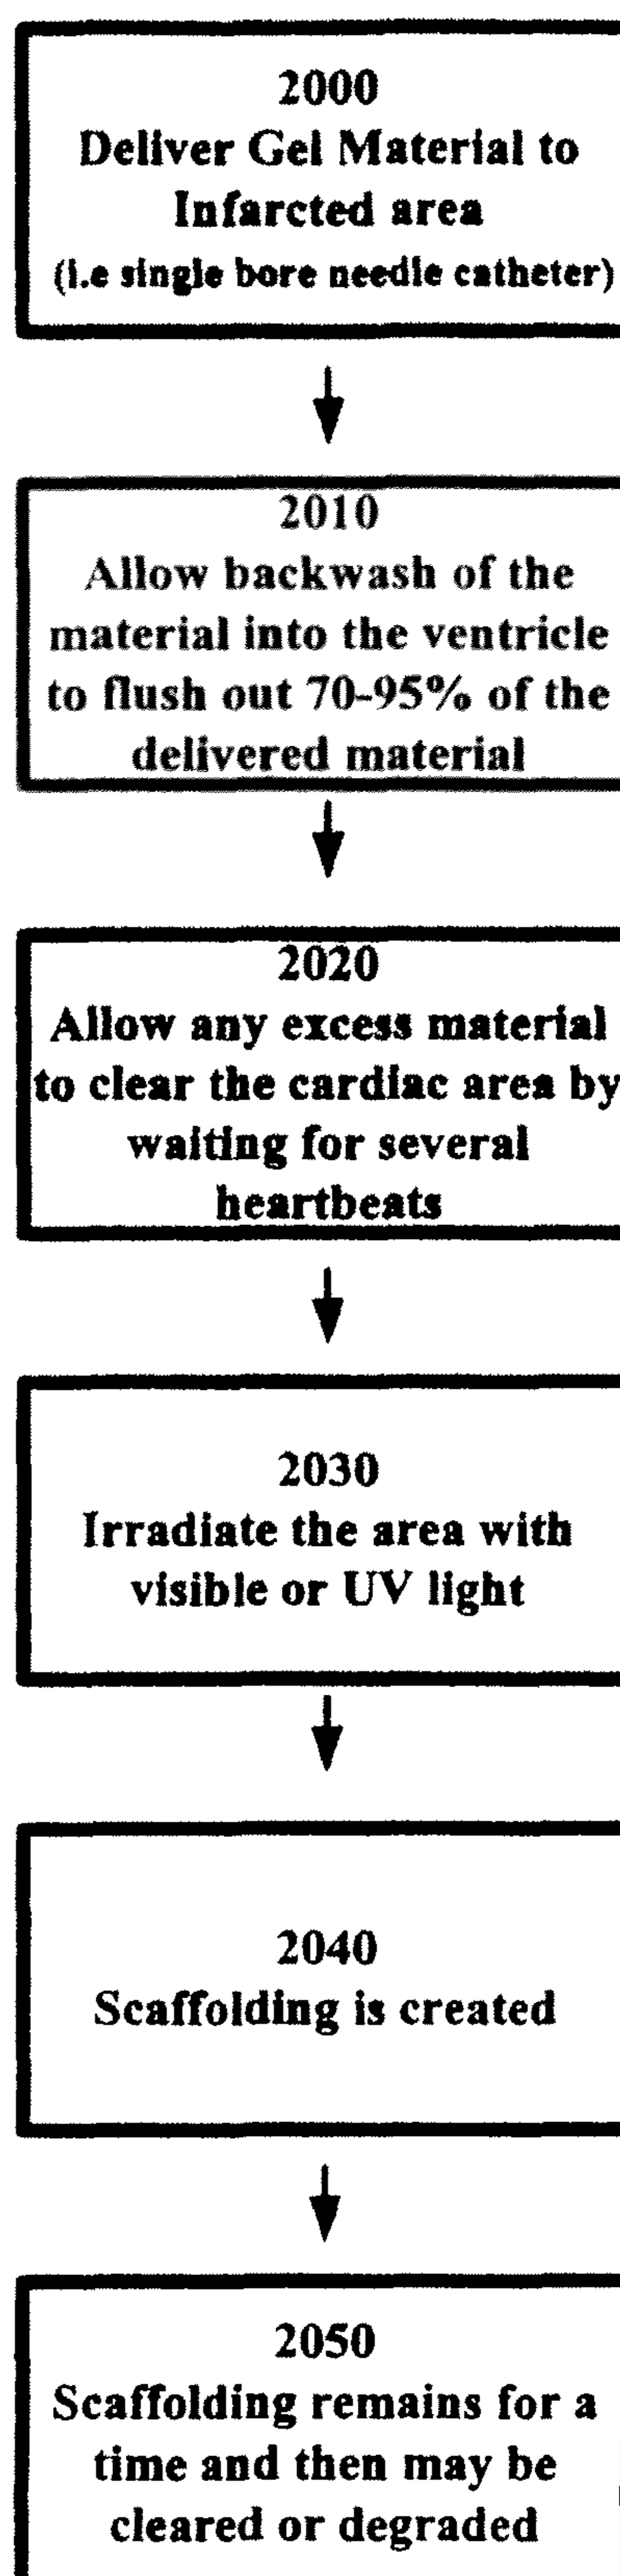 2000
Deliver Gel Material to
Infarcted area
(i.e single bore needle catheter)
2010
Allow backwash of the
material into the ventricle
to flush out 70-95% of the
delivered material
2020
Allow any excess material
to clear the cardiac area by
waiting for several
heartbeats
2030
Irradiate the area with
visible or UV light
2040
Scaffolding is created
2050
Scaffolding remains for a
time and then may be
cleared or degraded